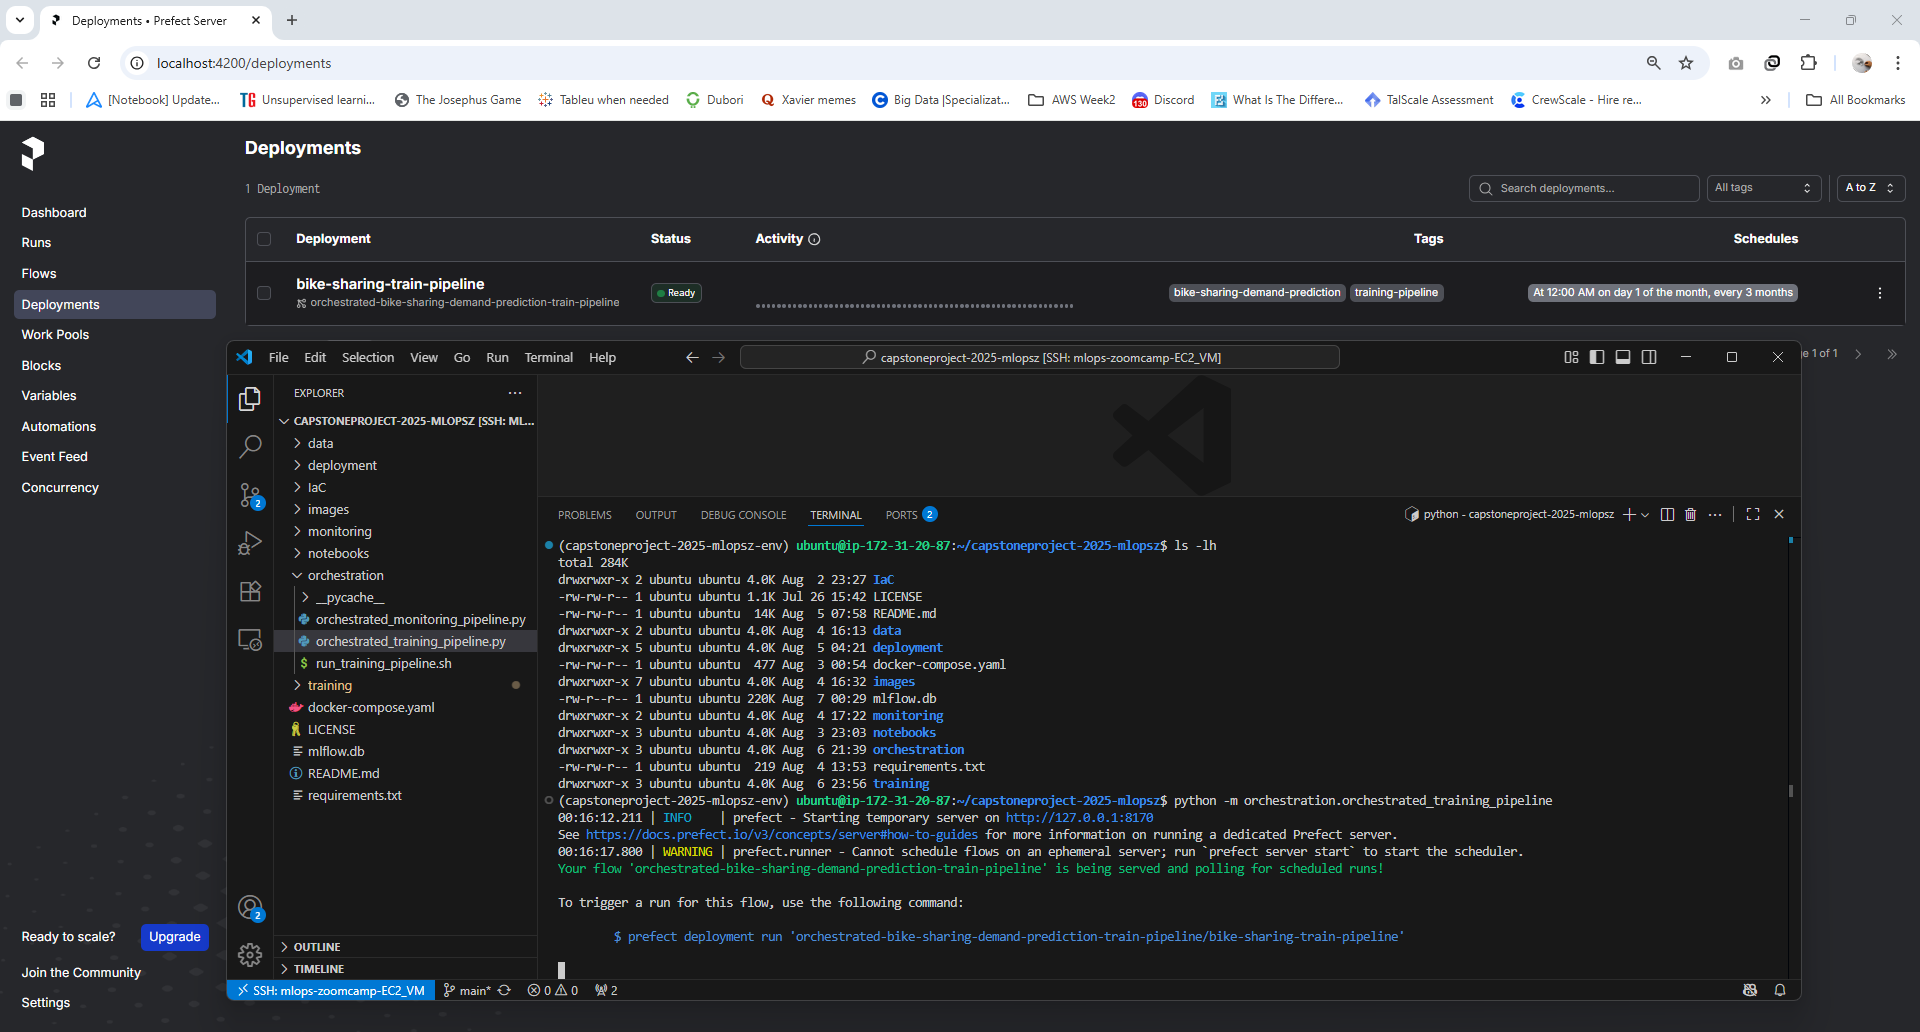 Deployments • Prefect Server
localhost:4200/deployments
[Notebook] Update...
TG Unsupervised learni...
The Josephus Game
Tableu when needed
Dubori
Xavier memes
Big Data |Specializat...
AWS Week2
130
Discord
What Is The Differe...
TalScale Assessment
CrewScale - Hire re...
All Bookmarks
Dashboard
Runs
Flows
Deployments
Work Pools
Blocks
Variables
Automations
Event Feed
Concurrency
Ready to scale? Upgrade
Join the Community
Settings
Deployments
1 Deployment
Search deployments...
All tags
A to Z
Deployment Status Activity Tags Schedules
bike-sharing-train-pipeline
orchestrated-bike-sharing-demand-prediction-train-pipeline
Ready
bike-sharing-demand-prediction training-pipeline
At 12:00 AM on day 1 of the month, every 3 months
1 of 1
File Edit Selection View Go Run Terminal Help
capstoneproject-2025-mlopsz [SSH: mlops-zoomcamp-EC2_VM]
EXPLORER
CAPSTONEPROJECT-2025-MLOPSZ [SSH: ML...
data
deployment
IaC
images
monitoring
notebooks
orchestration
__pycache__
orchestrated_monitoring_pipeline.py
orchestrated_training_pipeline.py
$ run_training_pipeline.sh
training
docker-compose.yaml
LICENSE
mlflow.db
README.md
requirements.txt
OUTLINE
TIMELINE
2
2
PROBLEMS OUTPUT DEBUG CONSOLE TERMINAL PORTS 2
python - capstoneproject-2025-mlopsz
(capstoneproject-2025-mlopsz-env) ubuntu@ip-172-31-20-87:~/capstoneproject-2025-mlopsz$ ls -lh
total 284K
drwxrwxr-x 2 ubuntu ubuntu 4.0K Aug  2 23:27 IaC
-rw-rw-r-- 1 ubuntu ubuntu 1.1K Jul 26 15:42 LICENSE
-rw-rw-r-- 1 ubuntu ubuntu  14K Aug  5 07:58 README.md
drwxrwxr-x 2 ubuntu ubuntu 4.0K Aug  4 16:13 data
drwxrwxr-x 5 ubuntu ubuntu 4.0K Aug  5 04:21 deployment
-rw-rw-r-- 1 ubuntu ubuntu  477 Aug  3 00:54 docker-compose.yaml
drwxrwxr-x 7 ubuntu ubuntu 4.0K Aug  4 16:32 images
-rw-r--r-- 1 ubuntu ubuntu 220K Aug  7 00:29 mlflow.db
drwxrwxr-x 2 ubuntu ubuntu 4.0K Aug  4 17:22 monitoring
drwxrwxr-x 3 ubuntu ubuntu 4.0K Aug  3 23:03 notebooks
drwxrwxr-x 3 ubuntu ubuntu 4.0K Aug  6 21:39 orchestration
-rw-rw-r-- 1 ubuntu ubuntu  219 Aug  4 13:53 requirements.txt
drwxrwxr-x 3 ubuntu ubuntu 4.0K Aug  6 23:56 training
(capstoneproject-2025-mlopsz-env) ubuntu@ip-172-31-20-87:~/capstoneproject-2025-mlopsz$ python -m orchestration.orchestrated_training_pipeline
00:16:12.211 | INFO    | prefect - Starting temporary server on http://127.0.0.1:8170
See https://docs.prefect.io/v3/concepts/server#how-to-guides for more information on running a dedicated Prefect server.
00:16:17.800 | WARNING | prefect.runner - Cannot schedule flows on an ephemeral server; run `prefect server start` to start the scheduler.
Your flow 'orchestrated-bike-sharing-demand-prediction-train-pipeline' is being served and polling for scheduled runs!
To trigger a run for this flow, use the following command:
$ prefect deployment run 'orchestrated-bike-sharing-demand-prediction-train-pipeline/bike-sharing-train-pipeline'
SSH: mlops-zoomcamp-EC2_VM main* 0 0 2